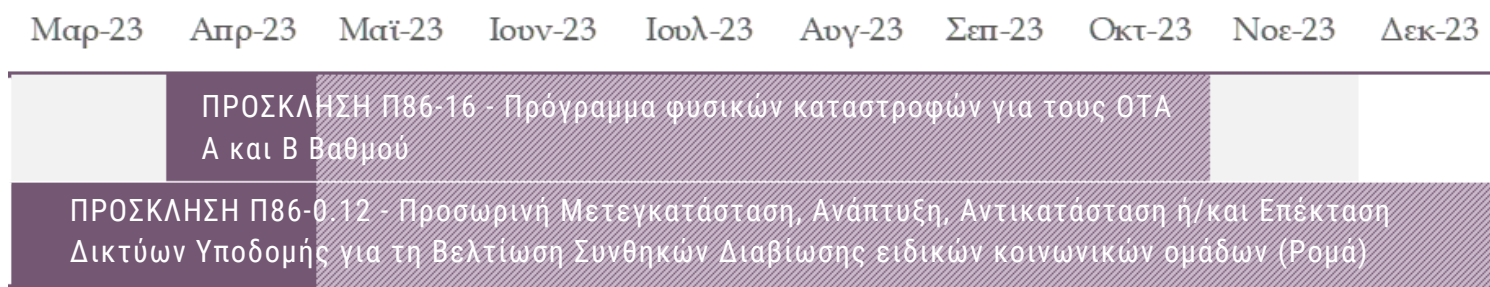 Μαρ-23 Απρ-23 Μαϊ-23 Ιουν-23 Ιουλ-23 Αυγ-23 Σεπ-23 Οκτ-23 Νοε-23 Δεκ-23
ΠΡΟΣΚΛΗΣΗ Π86-16 - Πρόγραμμα φυσικών καταστροφών για τους ΟΤΑ
Α και Β Βαθμού
ΠΡΟΣΚΛΗΣΗ Π86-0.12 - Προσωρινή Μετεγκατάσταση, Ανάπτυξη, Αντικατάσταση ή/και Επέκταση
Δικτύων Υποδομής για τη Βελτίωση Συνθηκών Διαβίωσης ειδικών κοινωνικών ομάδων (Ρομά)